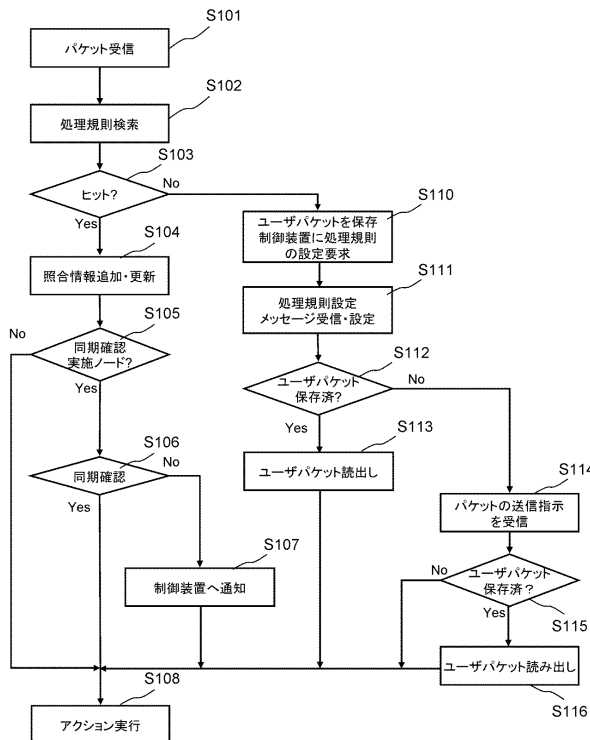 S101
パケット受信
S102
処理規則検索
S103
ヒット?
No
Yes
S104
照合情報追加・更新
S105
No
同期確認
実施ノード?
Yes
S106
同期確認
No
Yes
S107
制御装置へ通知
S108
アクション実行
S110
ユーザパケットを保存
制御装置に処理規則
の設定要求
S111
処理規則設定
メッセージ受信・設定
S112
ユーザパケット
保存済?
No
Yes
S113
ユーザパケット読出し
S114
パケットの送信指示
を受信
No
ユーザパケット
保存済?
S115
Yes
ユーザパケット読み出し
S116